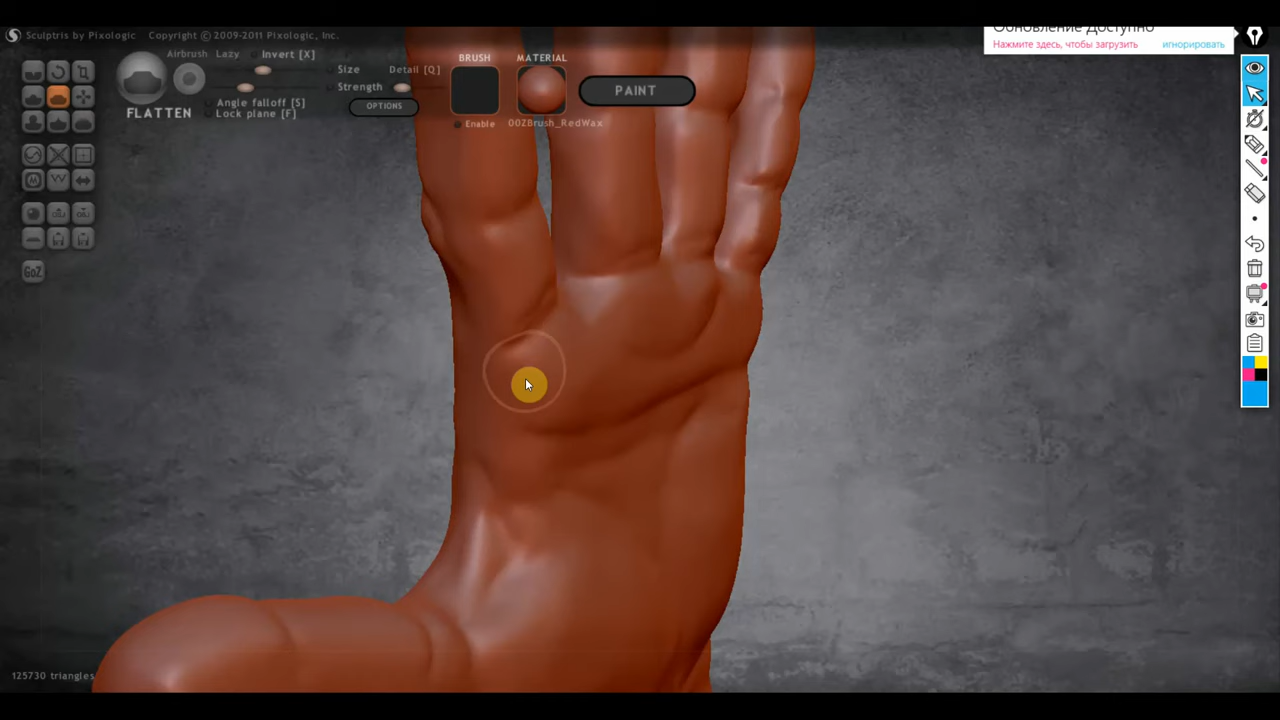 Sculptris by Pixologic Copyright © 2009-2011 Pixologic, Inc.
Обновление доступно
Нажмите здесь, чтобы загрузить игнорировать
Airbrush Lazy Invert [X]
BRUSH MATERIAL
Size Detail [Q]
Strength
PAINT
Angle falloff [S]
OPTIONS
FLATTEN Lock plane [F]
Enable 00ZBrush_RedWax
GoZ
125730 triangles